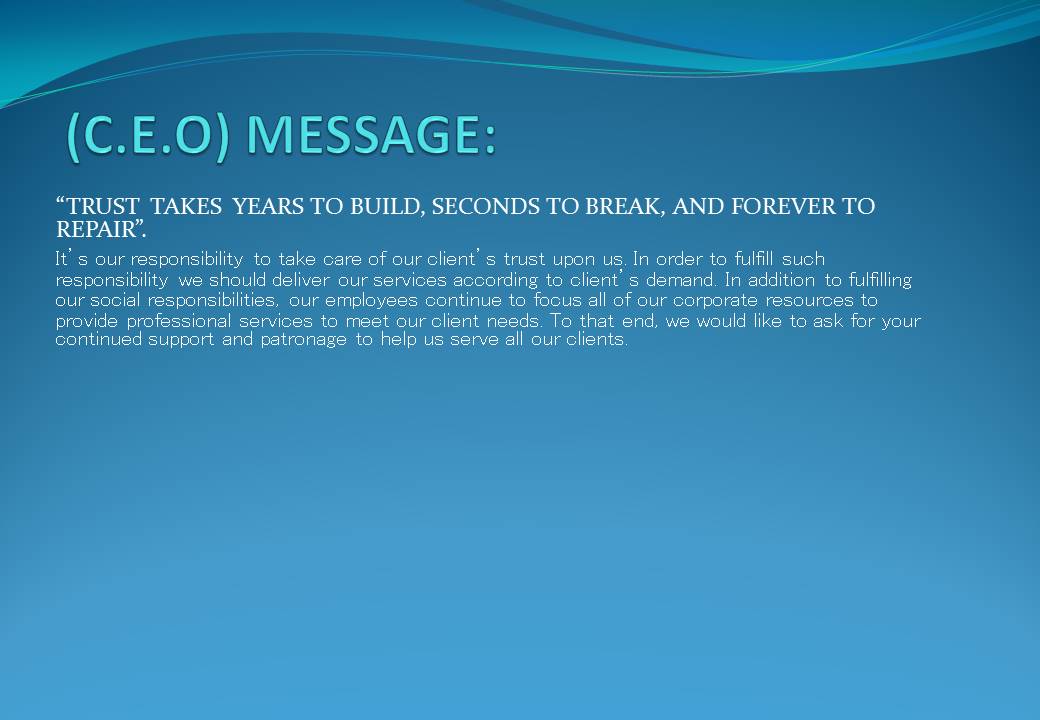 (C.E.O) MESSAGE:
“TRUST TAKES YEARS TO BUILD, SECONDS TO BREAK, AND FOREVER TO
REPAIR”.
It’s our responsibility to take care of our client’s trust upon us. In order to fulfill such
responsibility we should deliver our services according to client’s demand. In addition to fulfilling
our social responsibilities, our employees continue to focus all of our corporate resources to
provide professional services to meet our client needs. To that end, we would like to ask for your
continued support and patronage to help us serve all our clients.